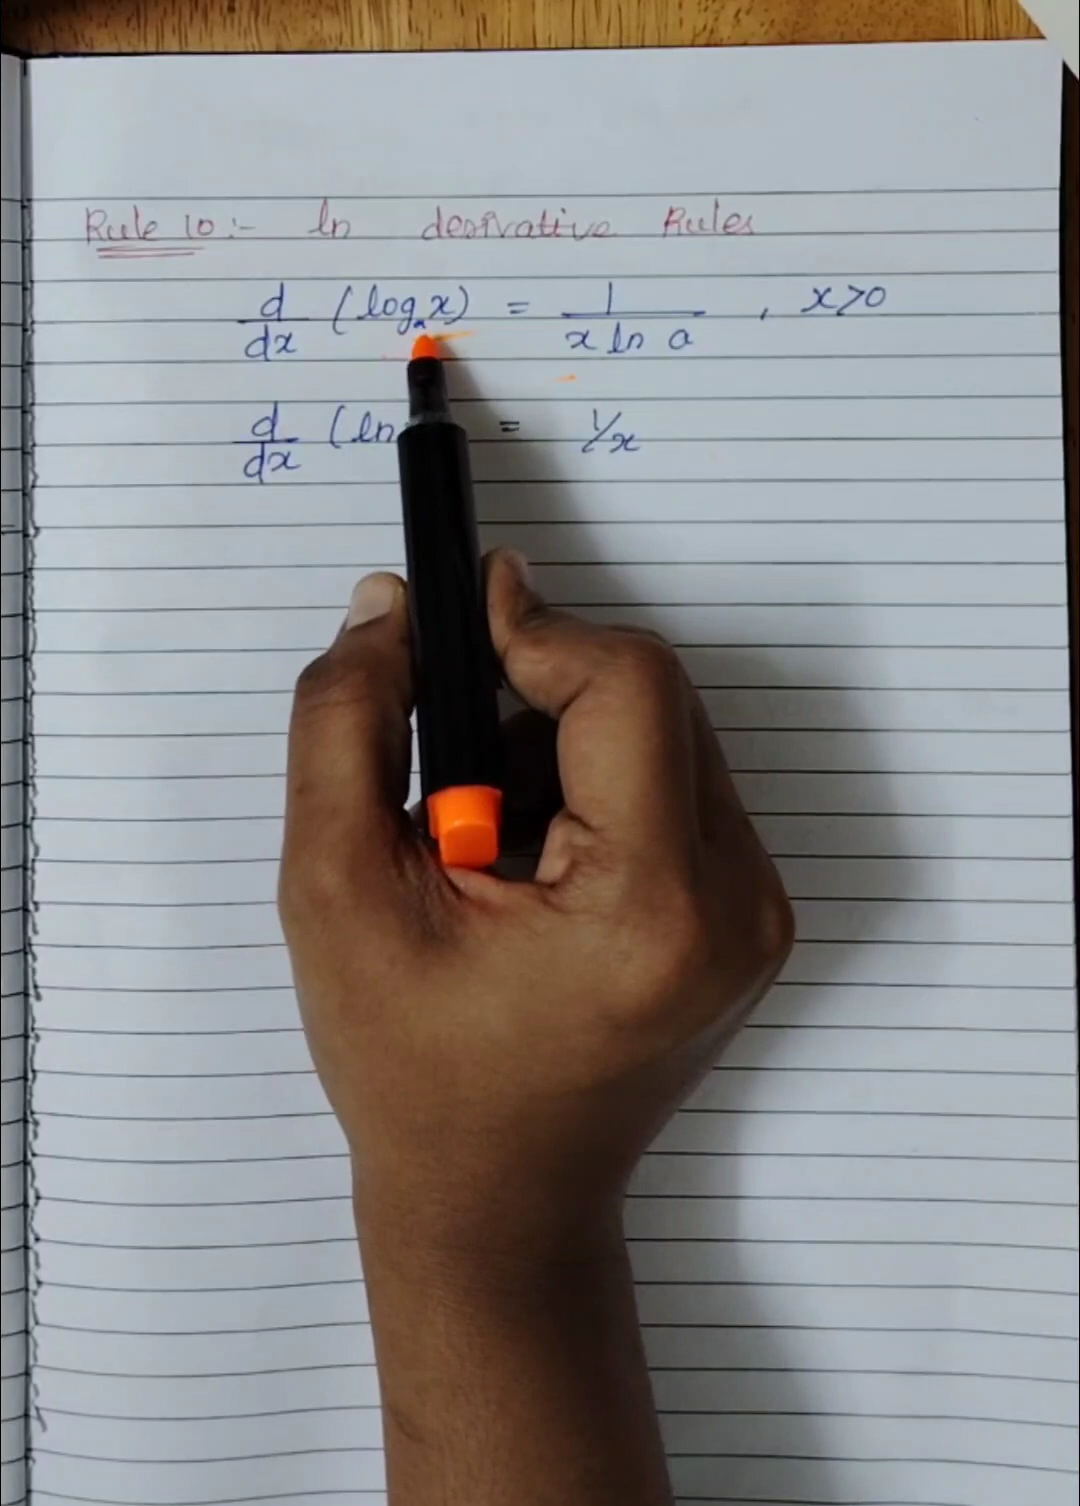 Rule 10:- ln derivative Rules
d/dx (logₐx) = 1/(x ln a) , x>0
d/dx (ln = 1/x